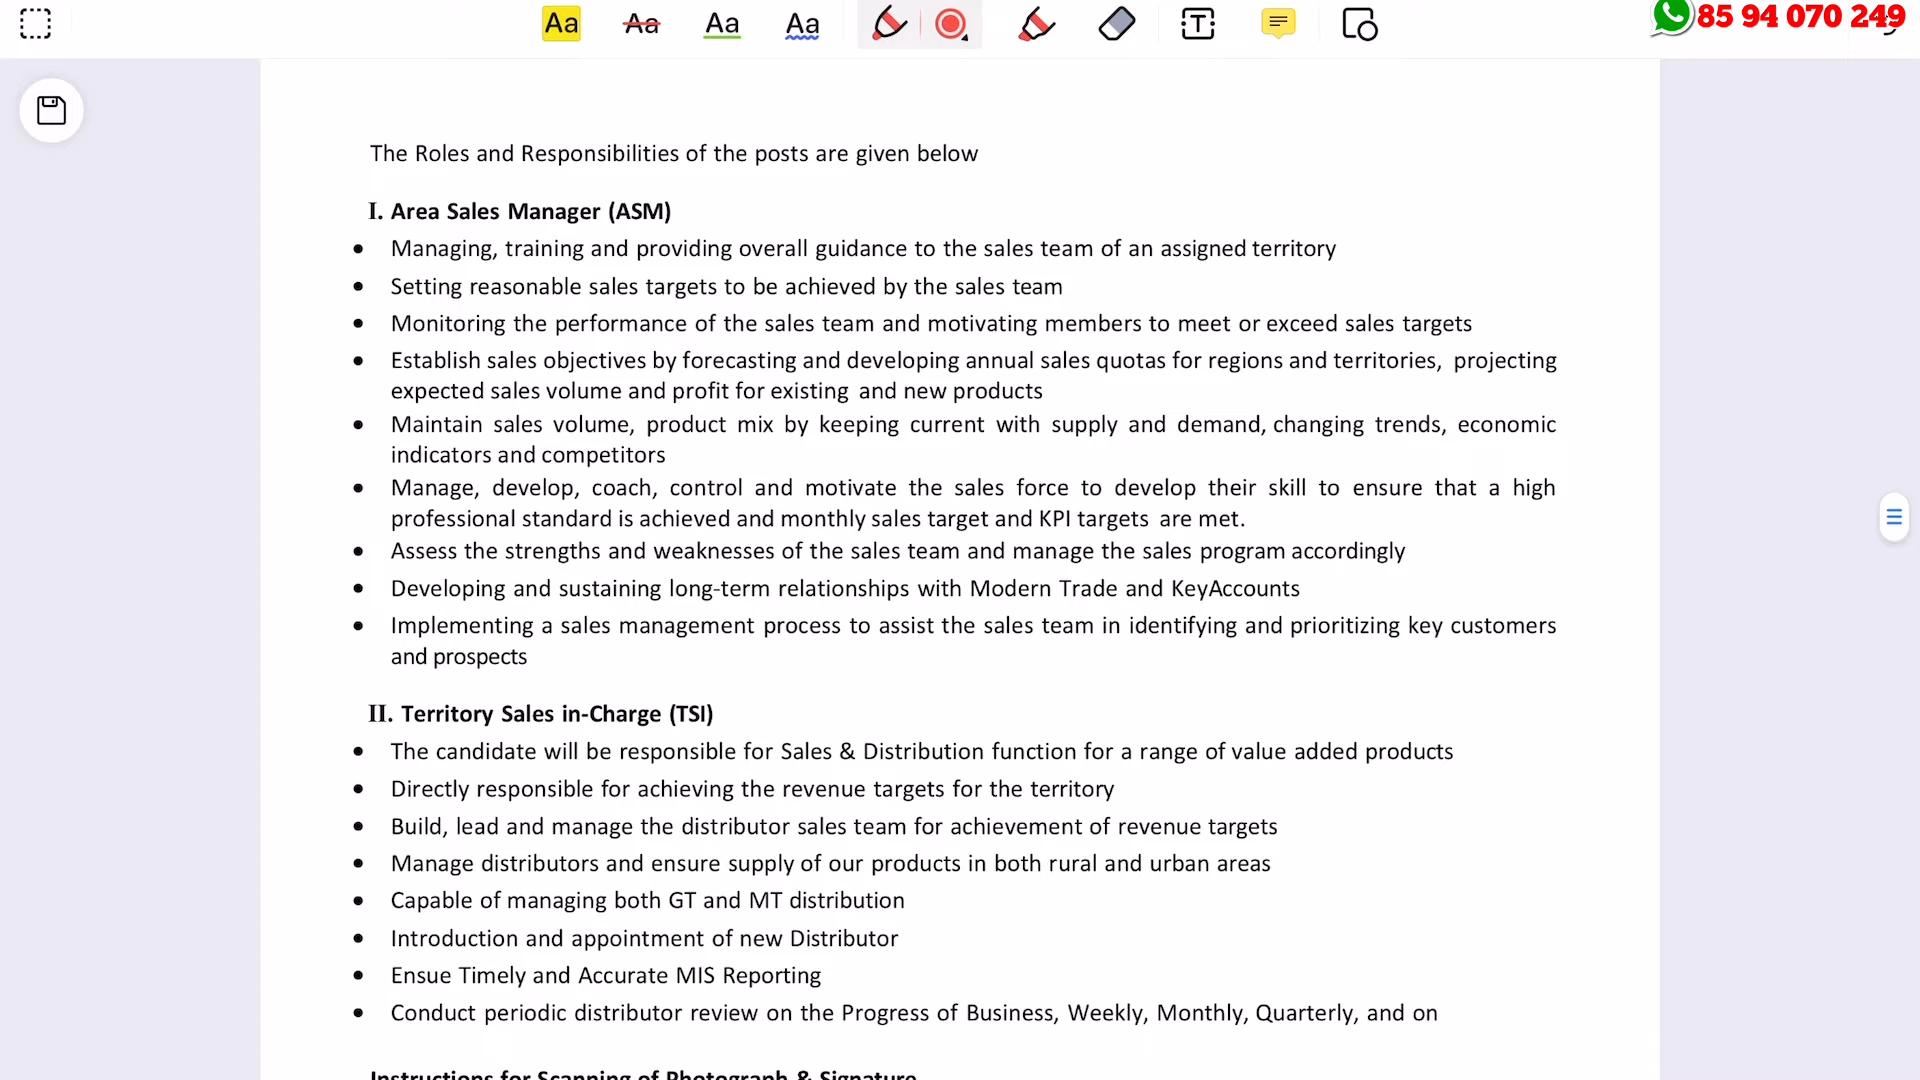 Aa Aa Aa Aa T
85 94 070 249
The Roles and Responsibilities of the posts are given below
I. Area Sales Manager (ASM)
• Managing, training and providing overall guidance to the sales team of an assigned territory
• Setting reasonable sales targets to be achieved by the sales team
• Monitoring the performance of the sales team and motivating members to meet or exceed sales targets
• Establish sales objectives by forecasting and developing annual sales quotas for regions and territories, projecting
expected sales volume and profit for existing and new products
• Maintain sales volume, product mix by keeping current with supply and demand, changing trends, economic
indicators and competitors
• Manage, develop, coach, control and motivate the sales force to develop their skill to ensure that a high
professional standard is achieved and monthly sales target and KPI targets are met.
• Assess the strengths and weaknesses of the sales team and manage the sales program accordingly
• Developing and sustaining long-term relationships with Modern Trade and KeyAccounts
• Implementing a sales management process to assist the sales team in identifying and prioritizing key customers
and prospects
II. Territory Sales in-Charge (TSI)
• The candidate will be responsible for Sales & Distribution function for a range of value added products
• Directly responsible for achieving the revenue targets for the territory
• Build, lead and manage the distributor sales team for achievement of revenue targets
• Manage distributors and ensure supply of our products in both rural and urban areas
• Capable of managing both GT and MT distribution
• Introduction and appointment of new Distributor
• Ensue Timely and Accurate MIS Reporting
• Conduct periodic distributor review on the Progress of Business, Weekly, Monthly, Quarterly, and on
Instructions for Scanning of Photograph & Signature